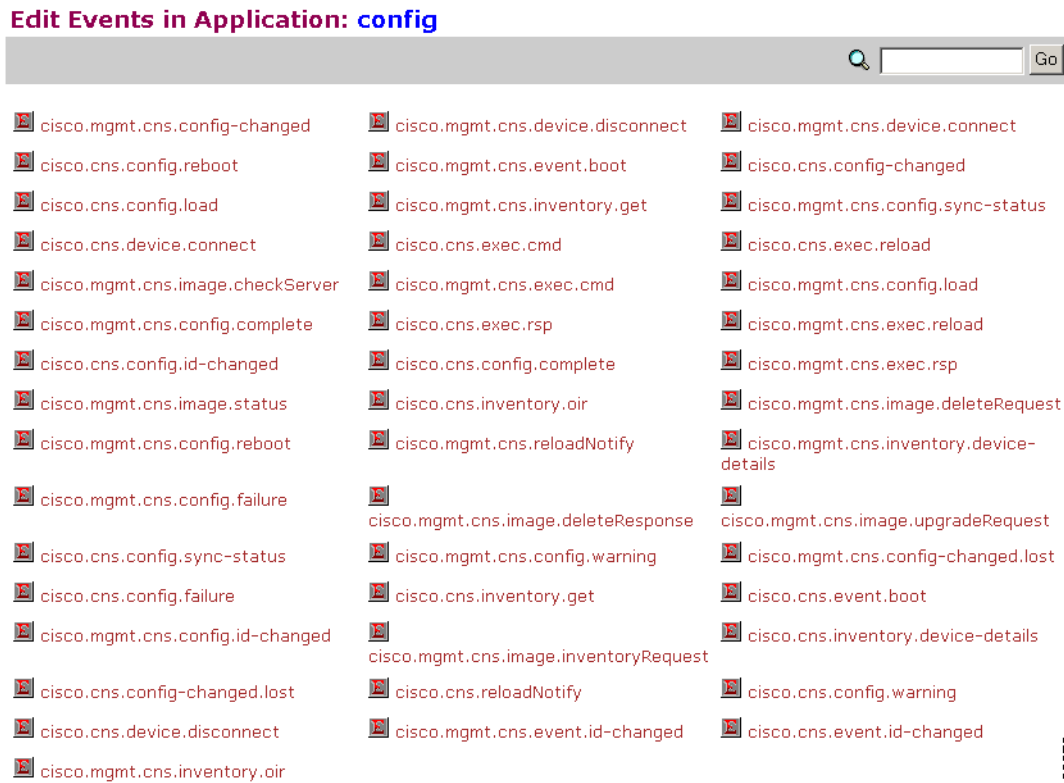 Edit Events in Application: config
Go
cisco.mgmt.cns.config-changed
cisco.mgmt.cns.device.disconnect
cisco.mgmt.cns.device.connect
cisco.cns.config.reboot
cisco.mgmt.cns.event.boot
cisco.cns.config-changed
cisco.cns.config.load
cisco.mgmt.cns.inventory.get
cisco.mgmt.cns.config.sync-status
cisco.cns.device.connect
cisco.cns.exec.cmd
cisco.cns.exec.reload
cisco.mgmt.cns.image.checkServer
cisco.mgmt.cns.exec.cmd
cisco.mgmt.cns.config.load
cisco.mgmt.cns.config.complete
cisco.cns.exec.rsp
cisco.mgmt.cns.exec.reload
cisco.cns.config.id-changed
cisco.cns.config.complete
cisco.mgmt.cns.exec.rsp
cisco.mgmt.cns.image.status
cisco.cns.inventory.oir
cisco.mgmt.cns.image.deleteRequest
cisco.mgmt.cns.config.reboot
cisco.mgmt.cns.reloadNotify
cisco.mgmt.cns.inventory.device-
details
cisco.mgmt.cns.config.failure
cisco.mgmt.cns.image.deleteResponse
cisco.mgmt.cns.image.upgradeRequest
cisco.cns.config.sync-status
cisco.mgmt.cns.config.warning
cisco.mgmt.cns.config-changed.lost
cisco.cns.config.failure
cisco.cns.inventory.get
cisco.cns.event.boot
cisco.mgmt.cns.config.id-changed
cisco.mgmt.cns.image.inventoryRequest
cisco.cns.inventory.device-details
cisco.cns.config-changed.lost
cisco.cns.reloadNotify
cisco.cns.config.warning
cisco.cns.device.disconnect
cisco.mgmt.cns.event.id-changed
cisco.cns.event.id-changed
cisco.mgmt.cns.inventory.oir